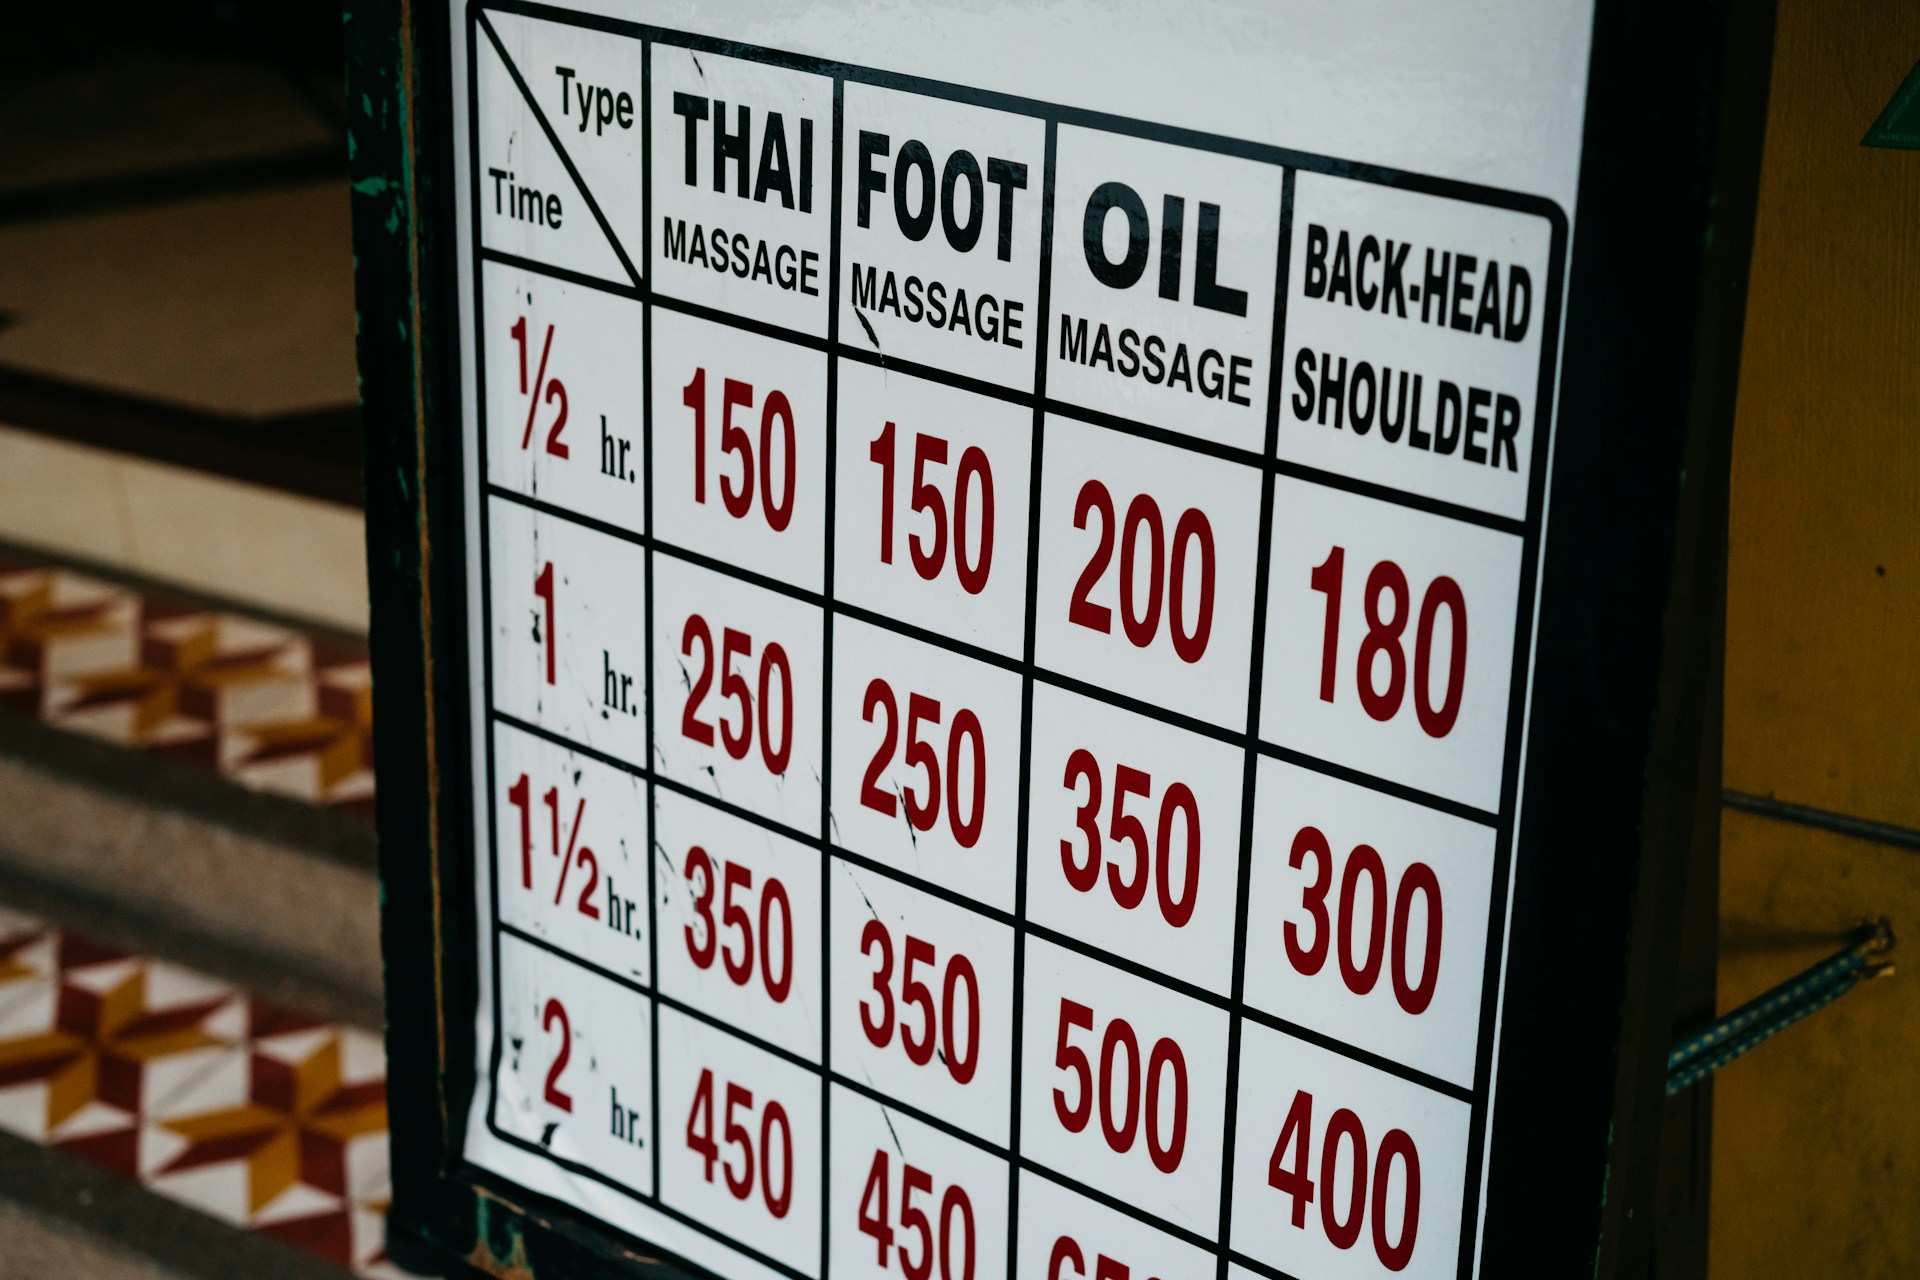 Type
Time
THAI
MASSAGE
FOOT
MASSAGE
OIL
MASSAGE
BACK-HEAD
SHOULDER
½ hr. 150 150 200 180
1 hr. 250 250 350 300
1½ hr. 350 350 500 400
2 hr. 450 450